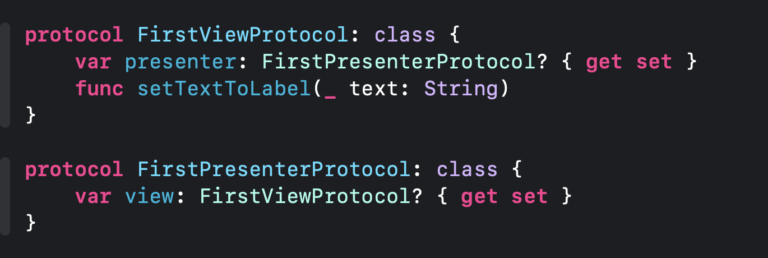 protocol FirstViewProtocol: class {
    var presenter: FirstPresenterProtocol? { get set }
    func setTextToLabel(_ text: String)
}
protocol FirstPresenterProtocol: class {
    var view: FirstViewProtocol? { get set }
}